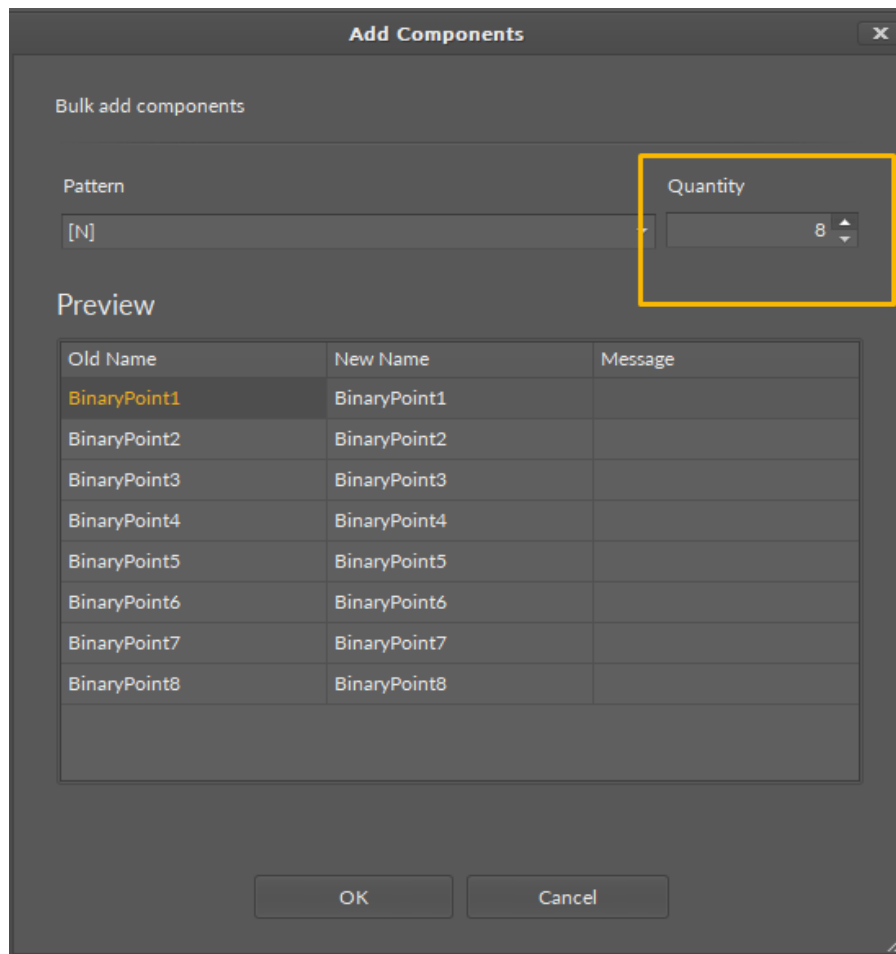 Add Components
Bulk add components
Pattern Quantity
[N] 8
Preview
Old Name New Name Message
BinaryPoint1 BinaryPoint1
BinaryPoint2 BinaryPoint2
BinaryPoint3 BinaryPoint3
BinaryPoint4 BinaryPoint4
BinaryPoint5 BinaryPoint5
BinaryPoint6 BinaryPoint6
BinaryPoint7 BinaryPoint7
BinaryPoint8 BinaryPoint8
OK Cancel